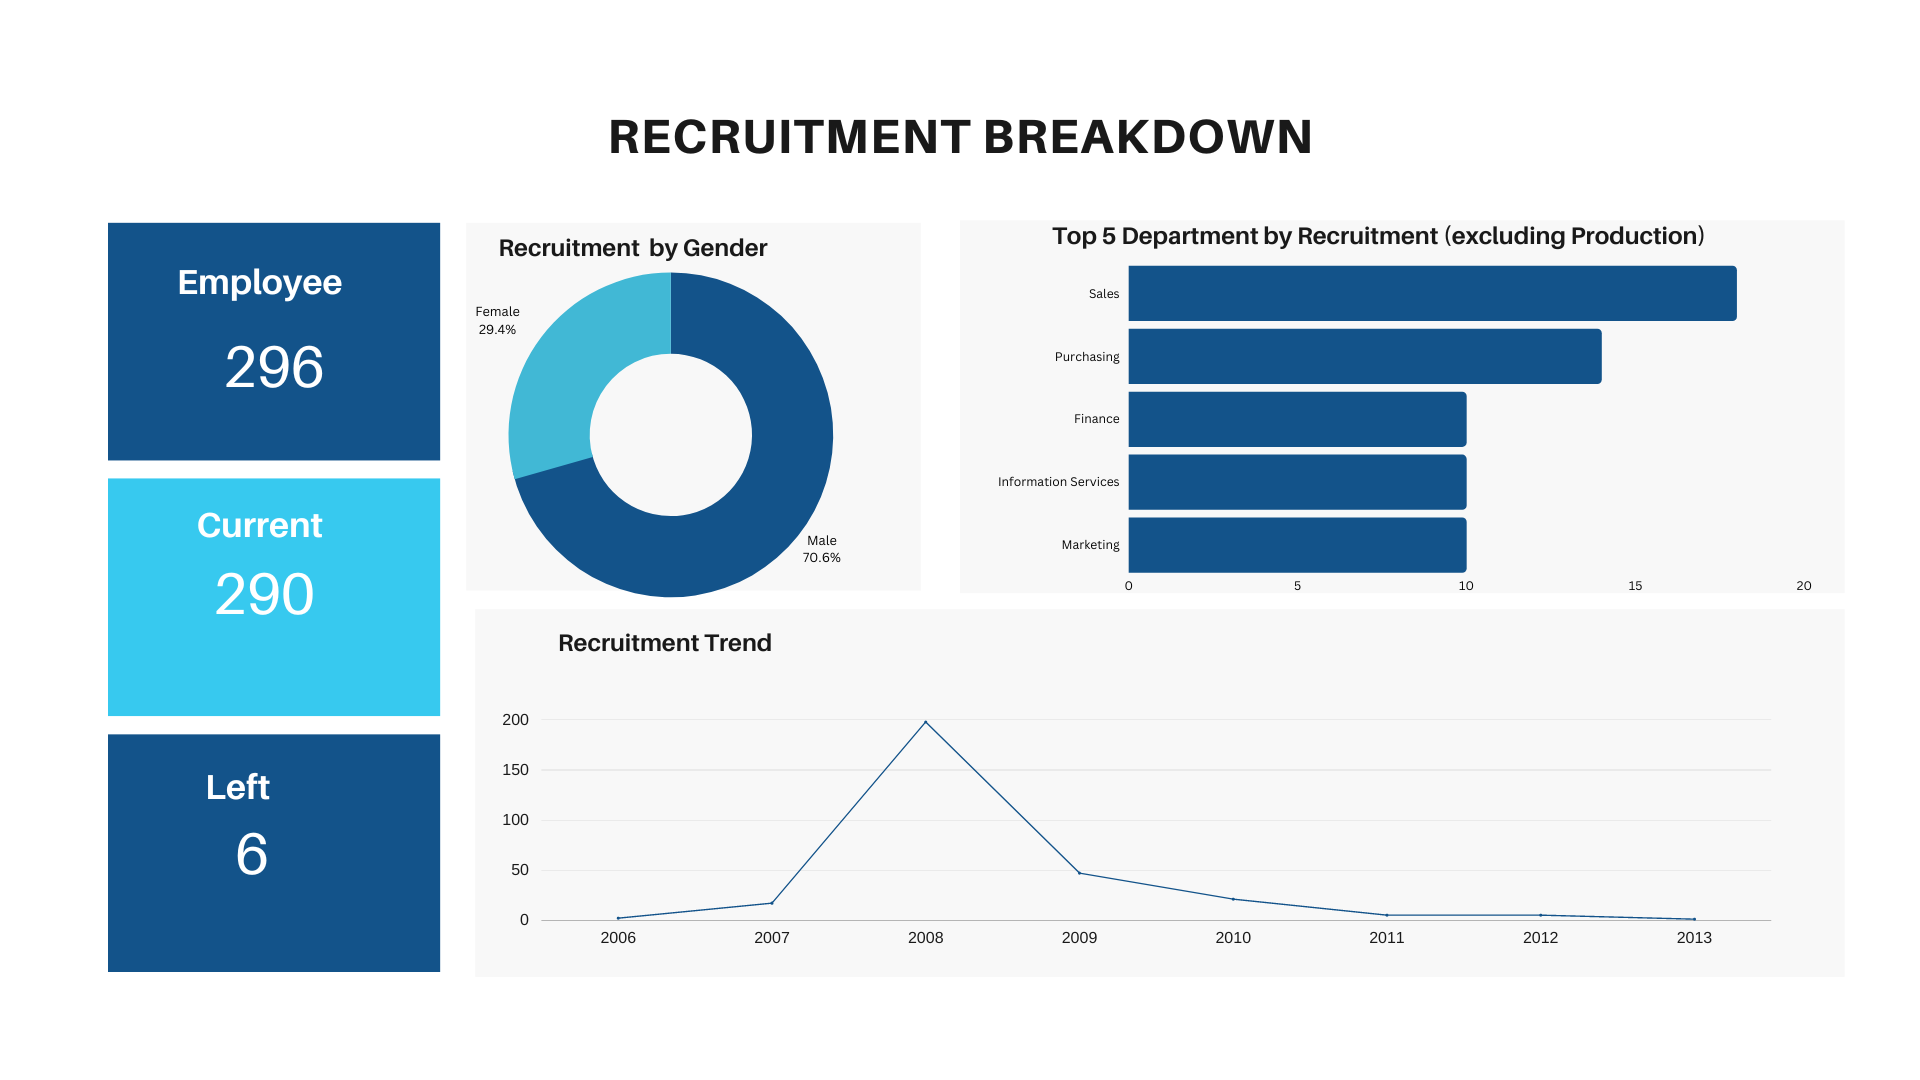 RECRUITMENT BREAKDOWN
Employee
296
Current
290
Left
6
Recruitment  by Gender
Female
29.4%
Male
70.6%
Top 5 Department by Recruitment (excluding Production)
Sales
Purchasing
Finance
Information Services
Marketing
0 5 10 15 20
Recruitment Trend
200
150
100
50
0
2006 2007 2008 2009 2010 2011 2012 2013